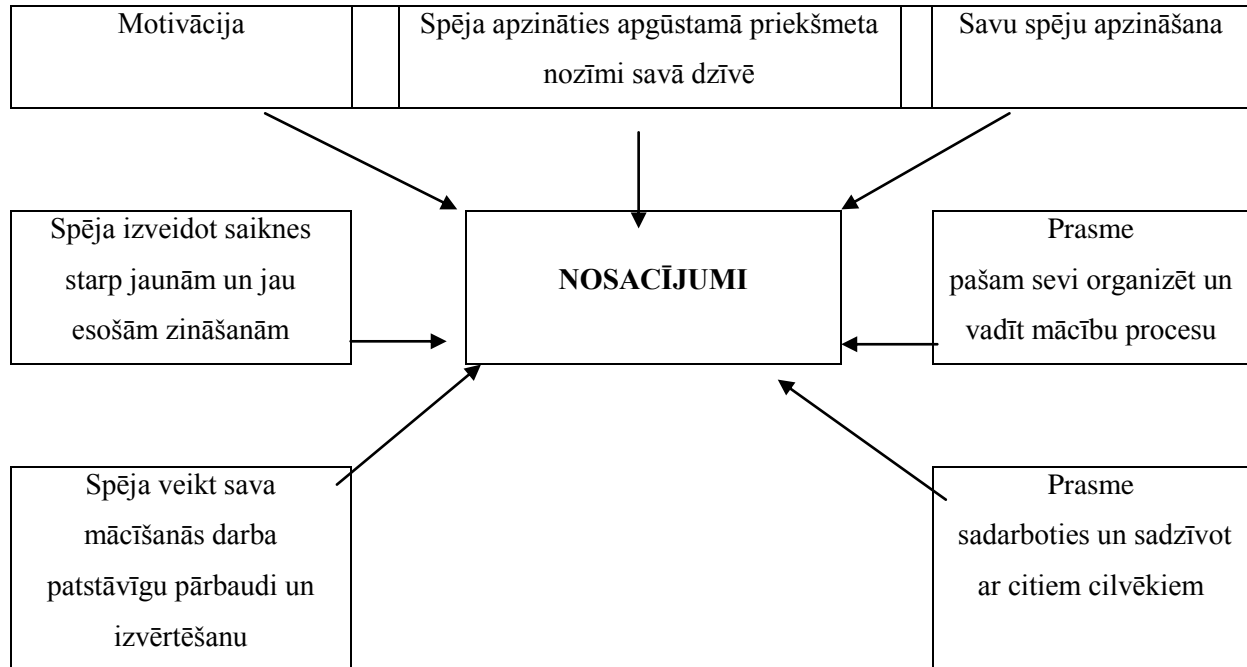 Motivācija
Spēja apzināties apgūstamā priekšmeta
nozīmi savā dzīvē
Savu spēju apzināšana
Spēja izveidot saiknes
starp jaunām un jau
esošām zināšanām
NOSACĪJUMI
Prasme
pašam sevi organizēt un
vadīt mācību procesu
Spēja veikt sava
mācīšanās darba
patstāvīgu pārbaudi un
izvērtēšanu
Prasme
sadarboties un sadzīvot
ar citiem cilvēkiem